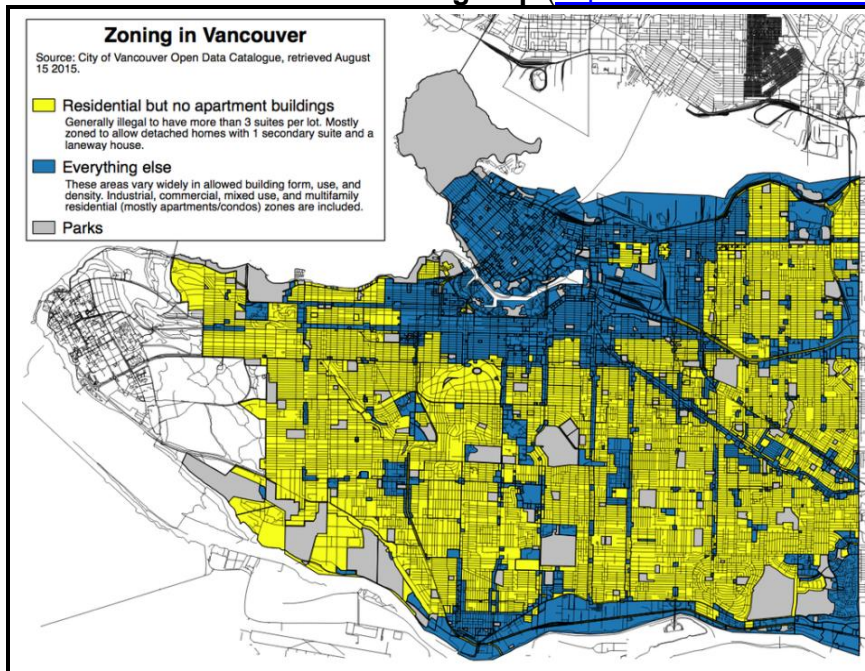 Zoning in Vancouver
Source: City of Vancouver Open Data Catalogue, retrieved August
15 2015.
Residential but no apartment buildings
Generally illegal to have more than 3 suites per lot. Mostly
zoned to allow detached homes with 1 secondary suite and a
laneway house.
Everything else
These areas vary widely in allowed building form, use, and
density. Industrial, commercial, mixed use, and multifamily
residential (mostly apartments/condos) zones are included.
Parks